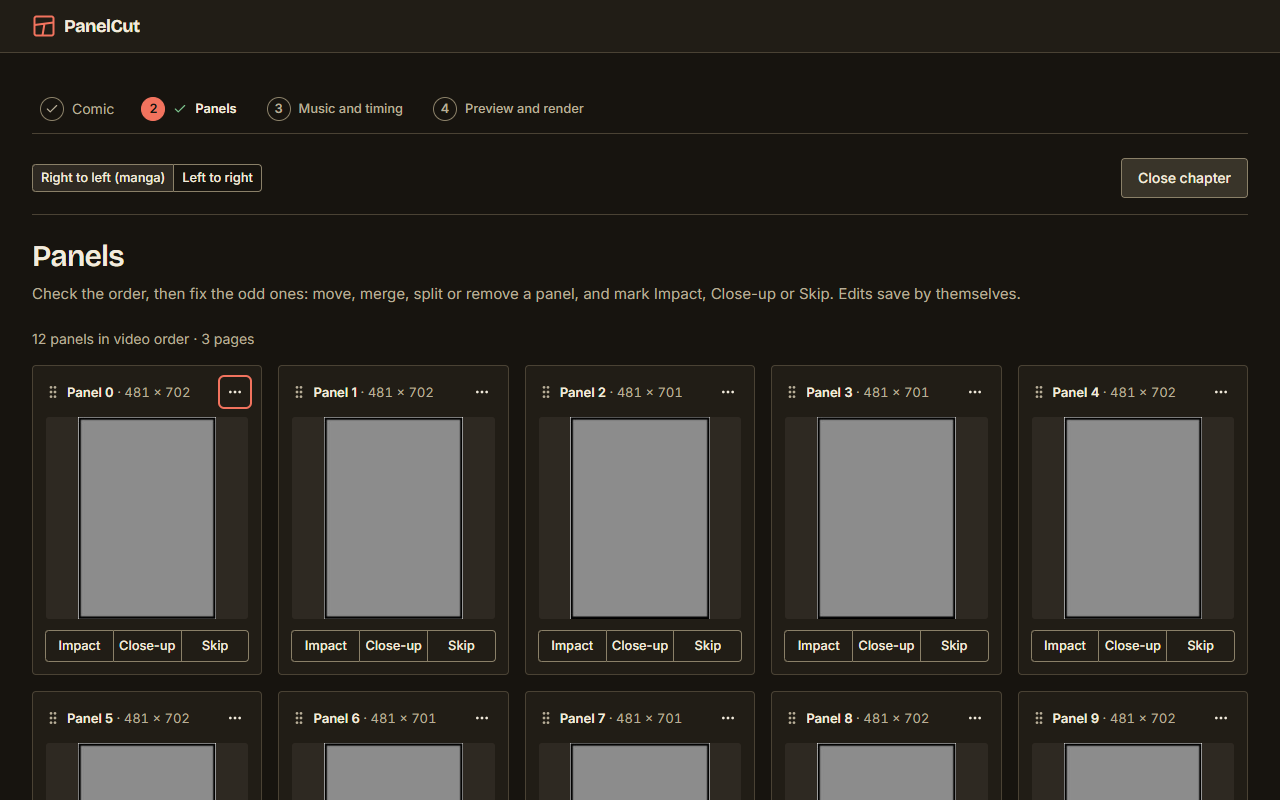 PanelCut
Comic
2 Panels
3 Music and timing
4 Preview and render
Right to left (manga) Left to right
Close chapter
Panels
Check the order, then fix the odd ones: move, merge, split or remove a panel, and mark Impact, Close-up or Skip. Edits save by themselves.
12 panels in video order · 3 pages
Panel 0 · 481 × 702
Panel 1 · 481 × 702
Panel 2 · 481 × 701
Panel 3 · 481 × 701
Panel 4 · 481 × 702
Impact Close-up Skip
Impact Close-up Skip
Impact Close-up Skip
Impact Close-up Skip
Impact Close-up Skip
Panel 5 · 481 × 702
Panel 6 · 481 × 701
Panel 7 · 481 × 701
Panel 8 · 481 × 702
Panel 9 · 481 × 702